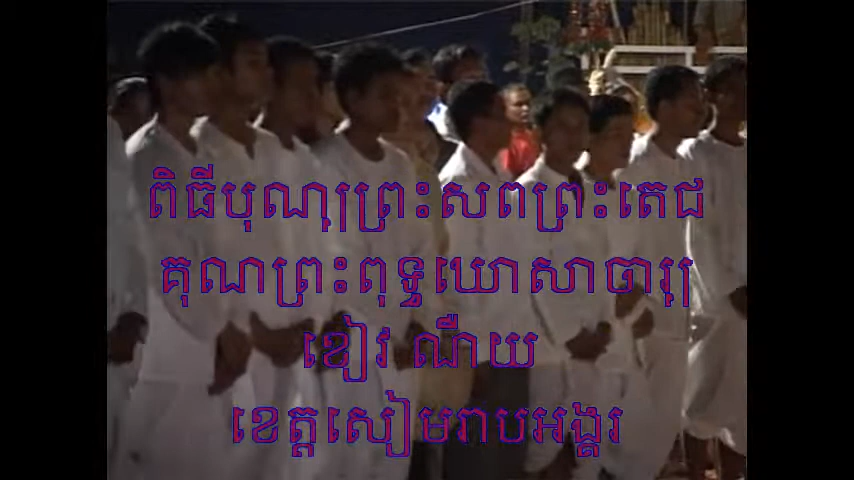 ពិធីបុណ្យព្រះសពព្រះតេជ
គុណព្រះពុទ្ធឃោសាចារ្យ
ខៀវ ណឺយ
ខេត្តសៀមរាបអង្គរ